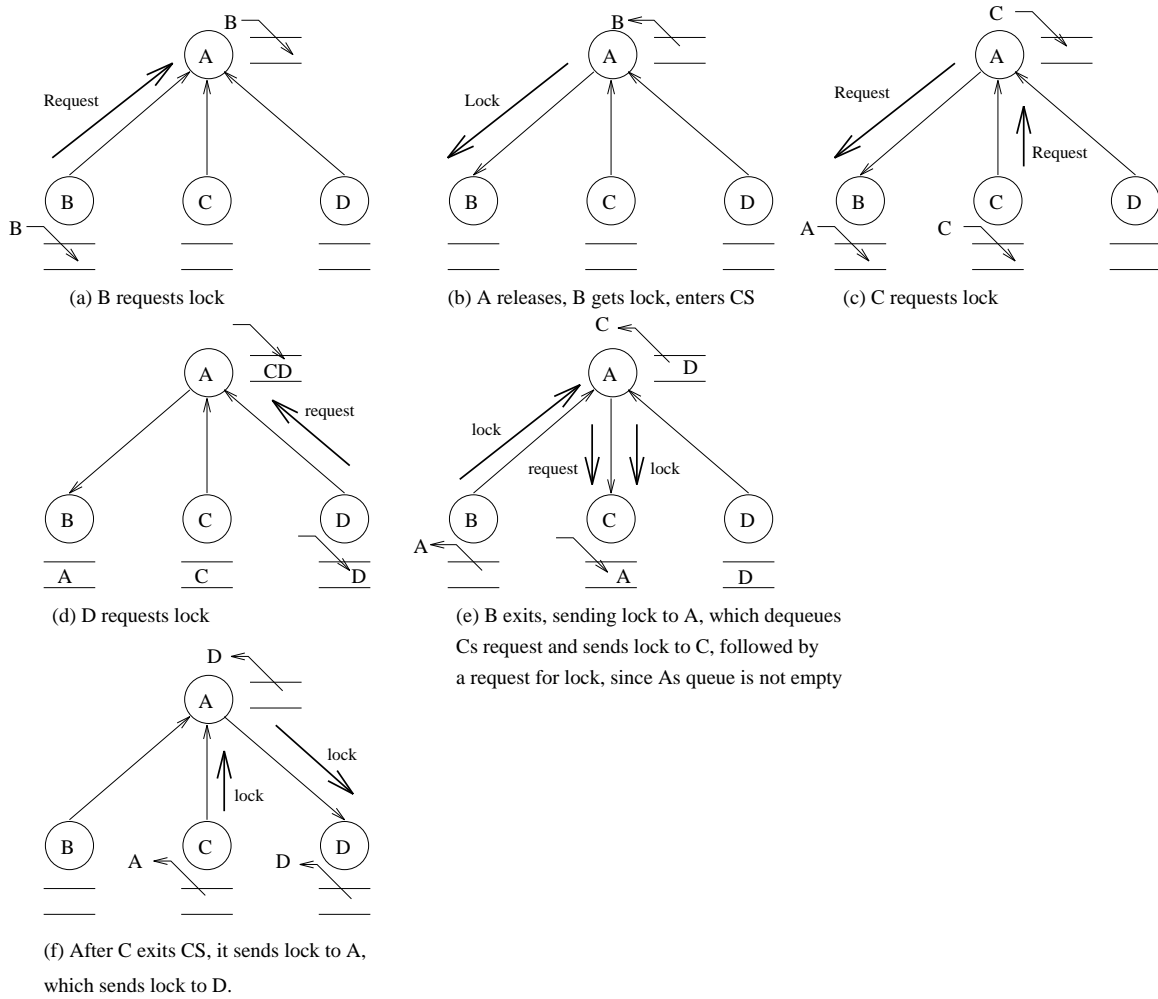 B
A
Request
B
C
D
B
(a) B requests lock
B
A
Lock
B
C
D
(b) A releases, B gets lock, enters CS
C
A
Request
Request
B
C
D
A
C
(c) C requests lock
A
CD
request
B
C
D
A
C
D
(d) D requests lock
C
A
D
lock
request
lock
B
C
D
A
A
D
(e) B exits, sending lock to A, which dequeues
Cs request and sends lock to C, followed by
a request for lock, since As queue is not empty
D
A
lock
lock
B
C
D
A
D
(f) After C exits CS, it sends lock to A,
which sends lock to D.